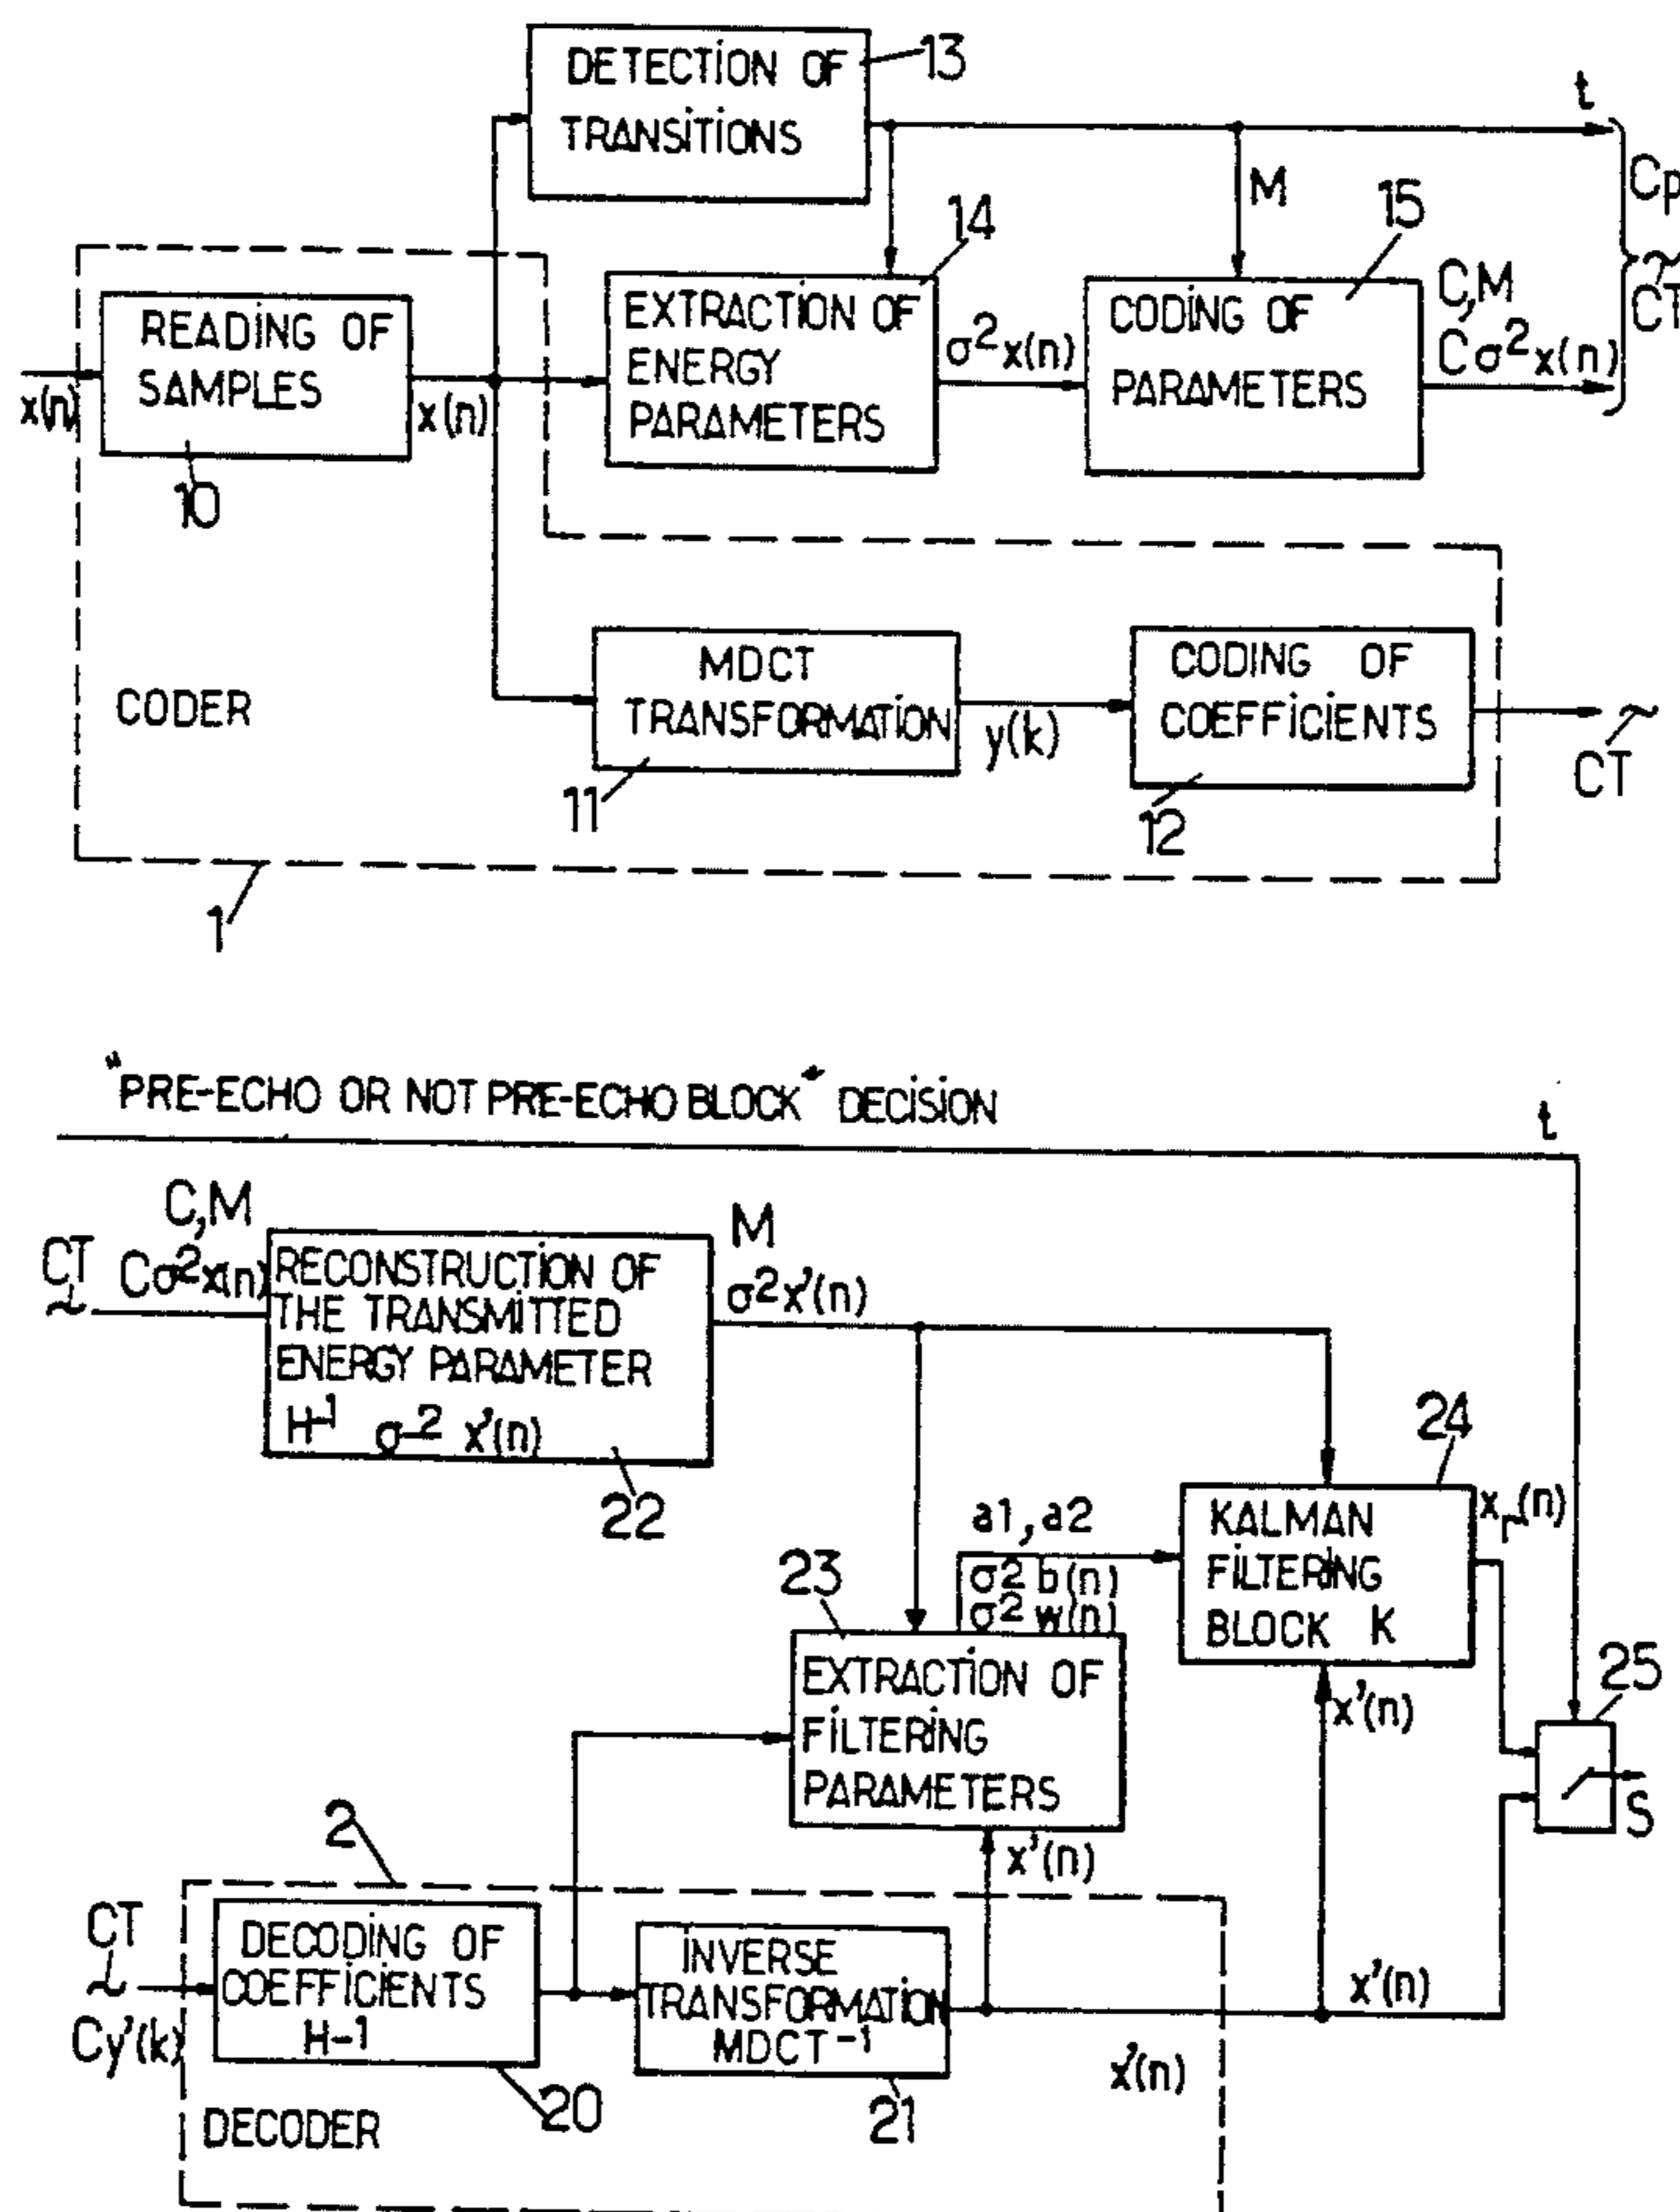 DETECTION OF
TRANSITIONS
13
t
Cp
M
14
15
READING OF
SAMPLES
x(n)
x(n)
10
EXTRACTION OF
ENERGY
PARAMETERS
σ2x(n)
CODING OF
PARAMETERS
C,M
Cσ2x(n)
CT
MDCT
TRANSFORMATION
y(k)
11
CODING OF
COEFFICIENTS
12
CT
CODER
1
"PRE-ECHO OR NOT PRE-ECHO BLOCK" DECISION
t
C,M
CT Cσ2x(n)
RECONSTRUCTION OF
THE TRANSMITTED
ENERGY PARAMETER
H-1 σ-2 x'(n)
22
M
σ2x'(n)
24
a1,a2
σ2 b(n)
σ2 w(n)
KALMAN
FILTERING
BLOCK K
xr(n)
23
EXTRACTION OF
FILTERING
PARAMETERS
x'(n)
25
S
2
x'(n)
CT
Cy'(k)
DECODING OF
COEFFICIENTS
H-1
20
INVERSE
TRANSFORMATION
MDCT-1
21
x'(n)
x'(n)
DECODER